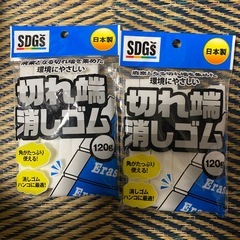 SDGs
日本製
廃棄となる切れ端を集めた
環境にやさしい
切れ端
消しゴム
120g
角がたっぷり
使える!
消しゴム
ハンコに最適!
Eras
SDGs
日本製
廃棄となる切れ端を集めた
環境にやさしい
切れ端
消しゴム
120g
角がたっぷり
使える!
消しゴム
ハンコに最適!
Eras